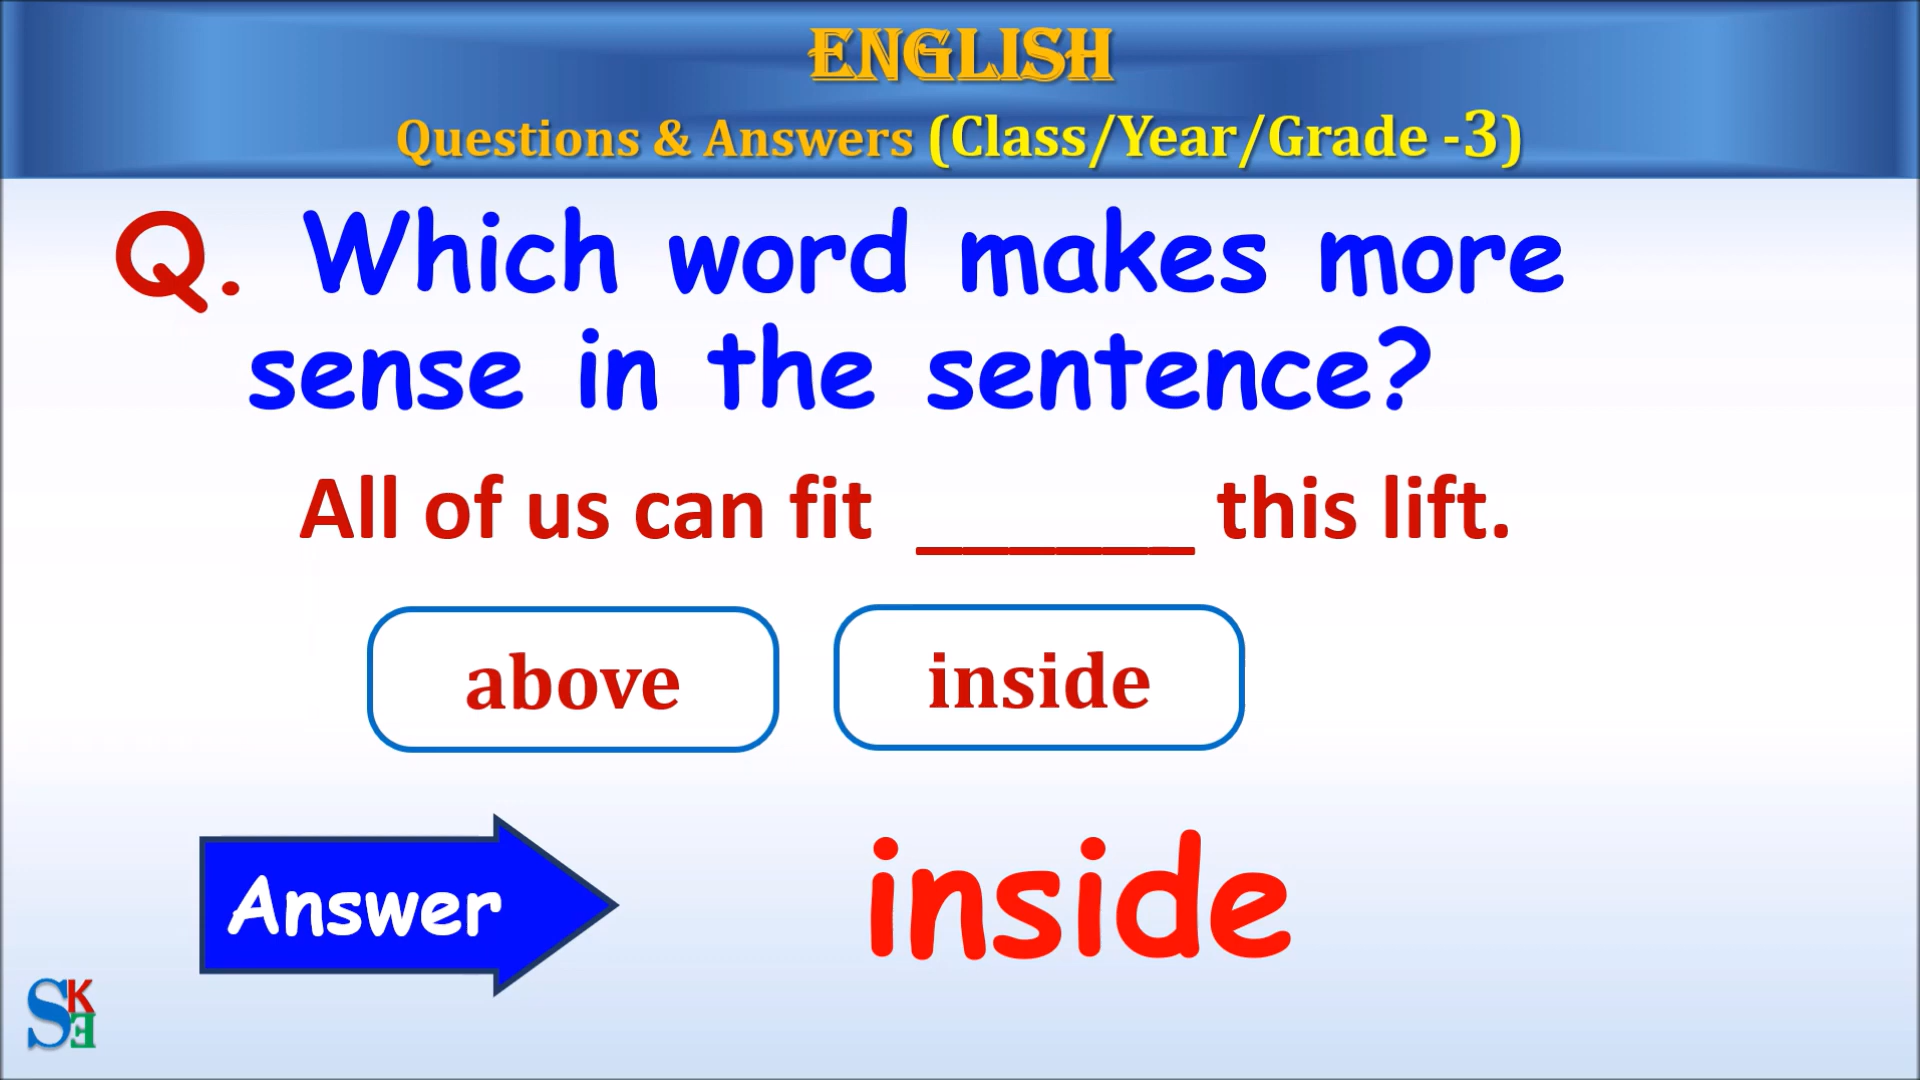 ENGLISH
Questions & Answers (Class/Year/Grade -3)
Q. Which word makes more
sense in the sentence?
All of us can fit ______ this lift.
above inside
Answer inside
SKE